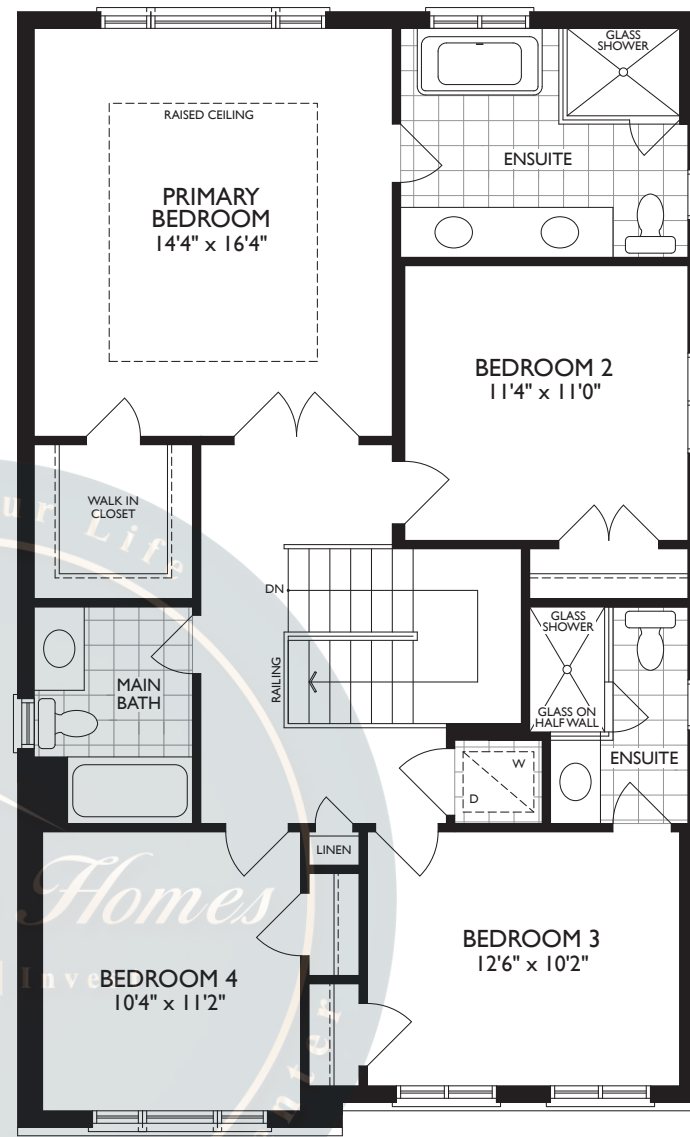 GLASS
SHOWER
RAISED CEILING
ENSUITE
PRIMARY
BEDROOM
14'4" x 16'4"
BEDROOM 2
11'4" x 11'0"
WALK IN
CLOSET
ur Life
DN
RAILING
GLASS
SHOWER
GLASS ON
HALF WALL
MAIN
BATH
ENSUITE
W
D
LINEN
Homes
BEDROOM 3
12'6" x 10'2"
BEDROOM 4
10'4" x 11'2"